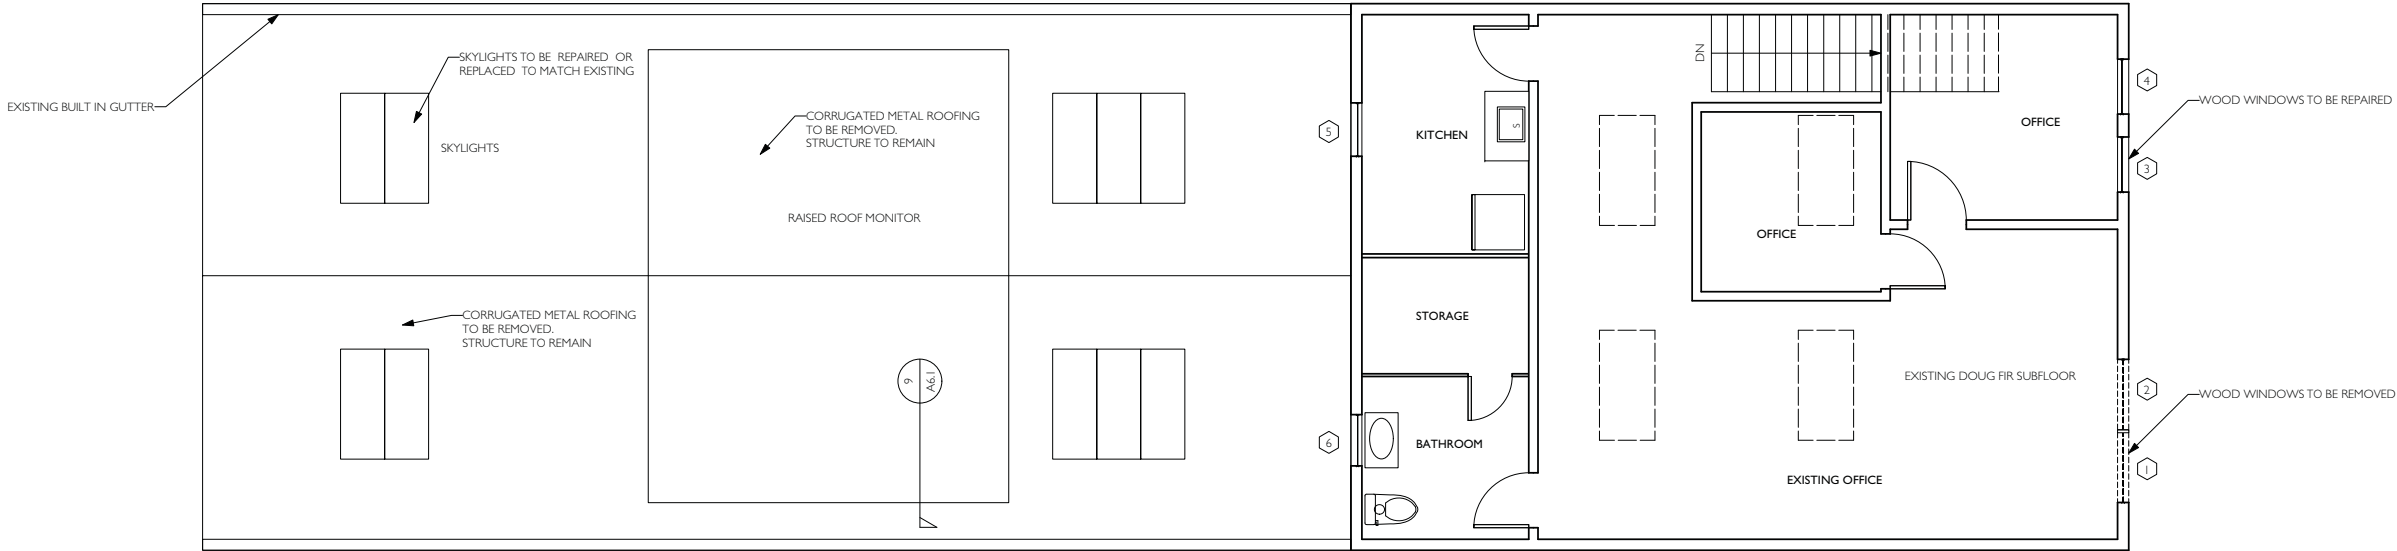 EXISTING BUILT IN GUTTER
SKYLIGHTS TO BE REPAIRED OR
REPLACED TO MATCH EXISTING
SKYLIGHTS
CORRUGATED METAL ROOFING
TO BE REMOVED.
STRUCTURE TO REMAIN
RAISED ROOF MONITOR
CORRUGATED METAL ROOFING
TO BE REMOVED.
STRUCTURE TO REMAIN
9
A6.1
5
6
KITCHEN
S
STORAGE
BATHROOM
DN
OFFICE
OFFICE
EXISTING DOUG FIR SUBFLOOR
EXISTING OFFICE
4
WOOD WINDOWS TO BE REPAIRED
3
2
WOOD WINDOWS TO BE REMOVED
1